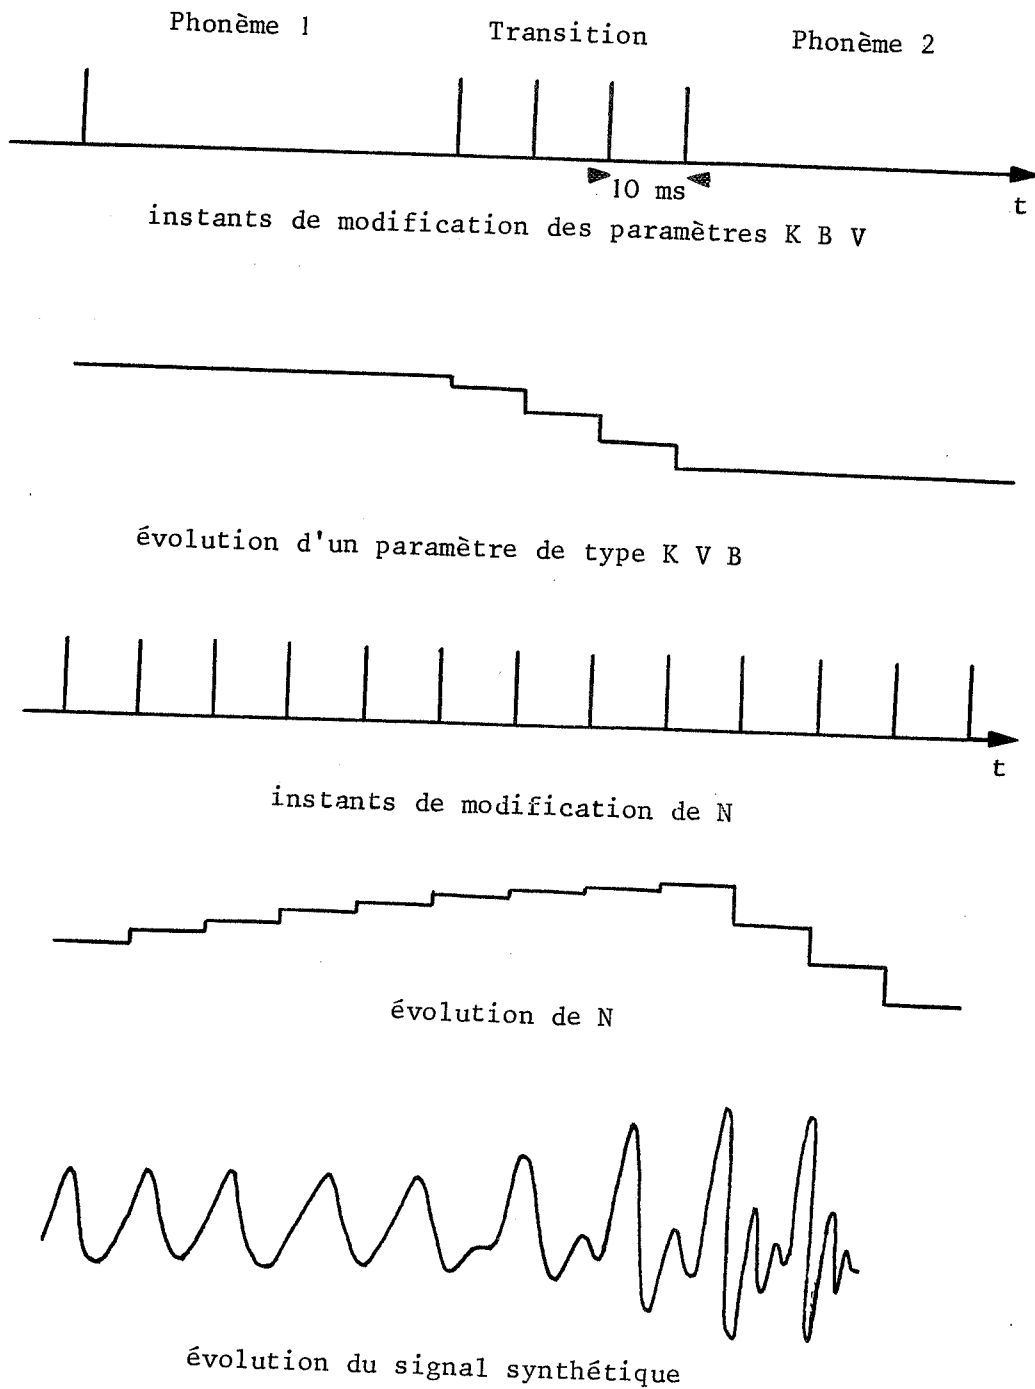 Phonème 1 Transition Phonème 2
10 ms
t
instants de modification des paramètres K B V
évolution d'un paramètre de type K V B
t
instants de modification de N
évolution de N
évolution du signal synthétique